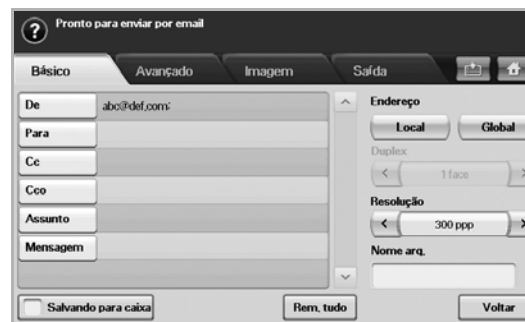 Pronto para enviar por email
Básico
Avançado
Imagem
Saída
De
abc@def.com;
Para
Cc
Cco
Assunto
Mensagem
Endereço
Local
Global
Duplex
1 face
Resolução
300 ppp
Nome arq.
Salvando para caixa
Rem. tudo
Voltar